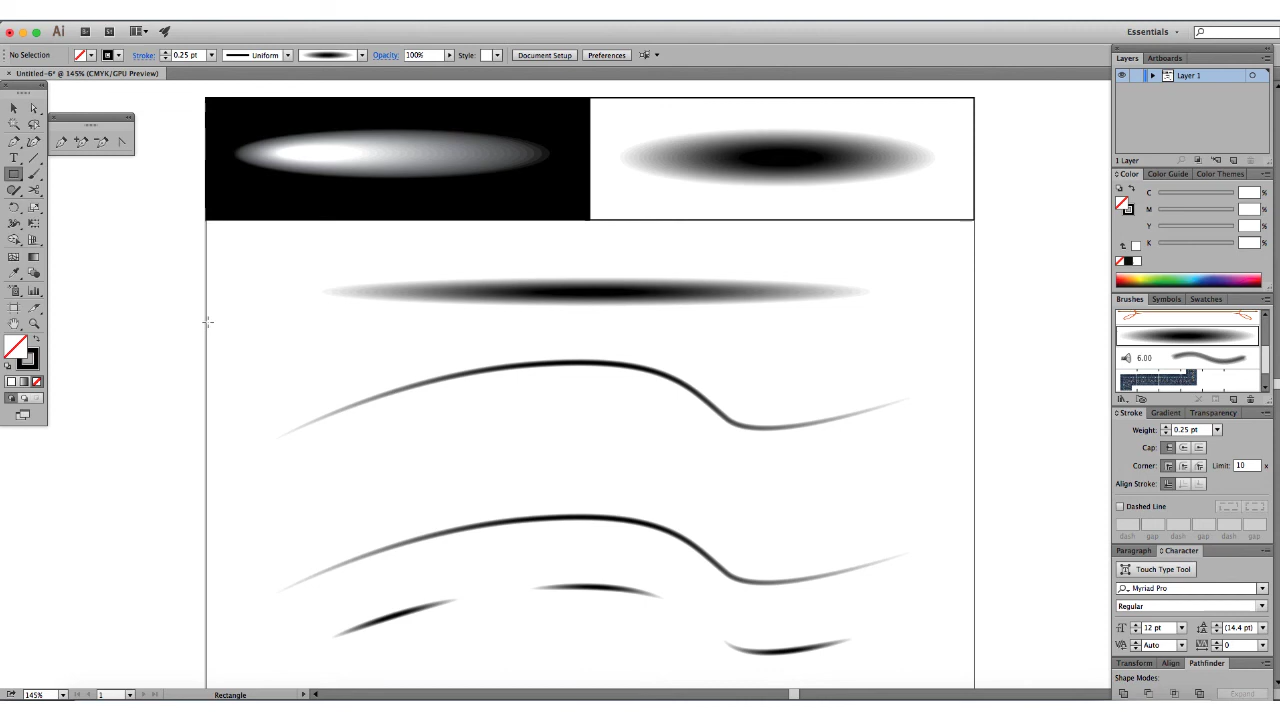 Ai Br St Essentials
No Selection Stroke: 0.25 pt Uniform Opacity: 100% Style: Document Setup Preferences
× Untitled -6* @ 145% (CMYK/GPU Preview)
Layers Artboards
Layer 1
1 Layer
Color Color Guide Color Themes
C %
M %
Y %
K %
Brushes Symbols Swatches
6.00
Stroke Gradient Transparency
Weight: 0.25 pt
Cap:
Corner: Limit: 10 x
Align Stroke:
Dashed Line
dash gap dash gap dash gap
Paragraph Character
Touch Type Tool
Myriad Pro
Regular
12 pt (14.4 pt)
Auto 0
Transform Align Pathfinder
Shape Modes:
Expand
145% 1 Rectangle